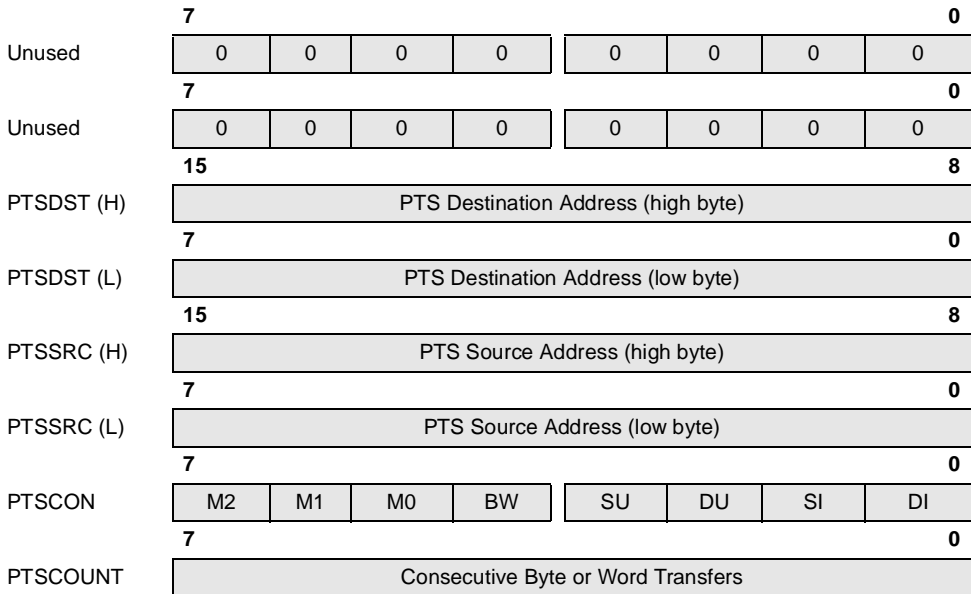 7 0
Unused 0 0 0 0 0 0 0 0
7 0
Unused 0 0 0 0 0 0 0 0
15 8
PTSDST (H) PTS Destination Address (high byte)
7 0
PTSDST (L) PTS Destination Address (low byte)
15 8
PTSSRC (H) PTS Source Address (high byte)
7 0
PTSSRC (L) PTS Source Address (low byte)
7 0
PTSCON M2 M1 M0 BW SU DU SI DI
7 0
PTSCOUNT Consecutive Byte or Word Transfers